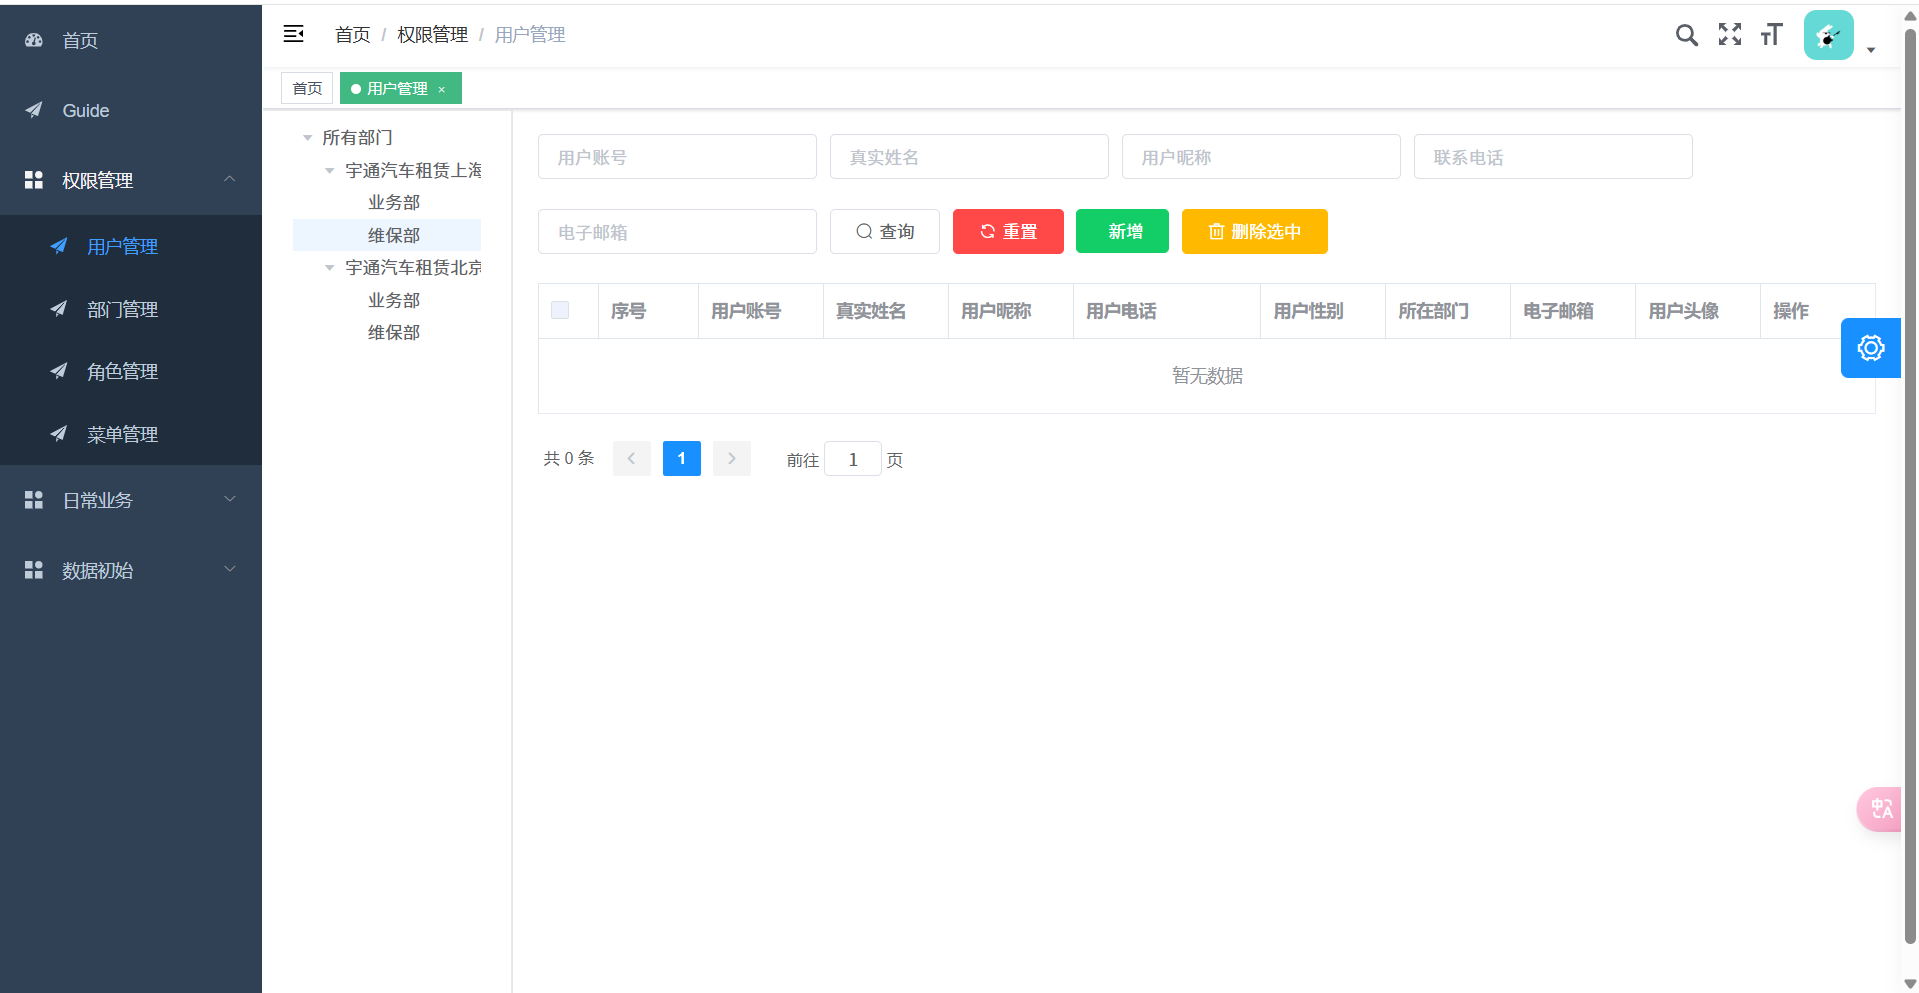 首页
Guide
权限管理
用户管理
部门管理
角色管理
菜单管理
日常业务
数据初始
首页 / 权限管理 / 用户管理
首页
用户管理 ×
所有部门
宇通汽车租赁上海
业务部
维保部
宇通汽车租赁北京
业务部
维保部
用户账号
真实姓名
用户昵称
联系电话
电子邮箱
查询
重置
新增
删除选中
序号 用户账号 真实姓名 用户昵称 用户电话 用户性别 所在部门 电子邮箱 用户头像 操作
暂无数据
共 0 条 1 前往 1 页
中A